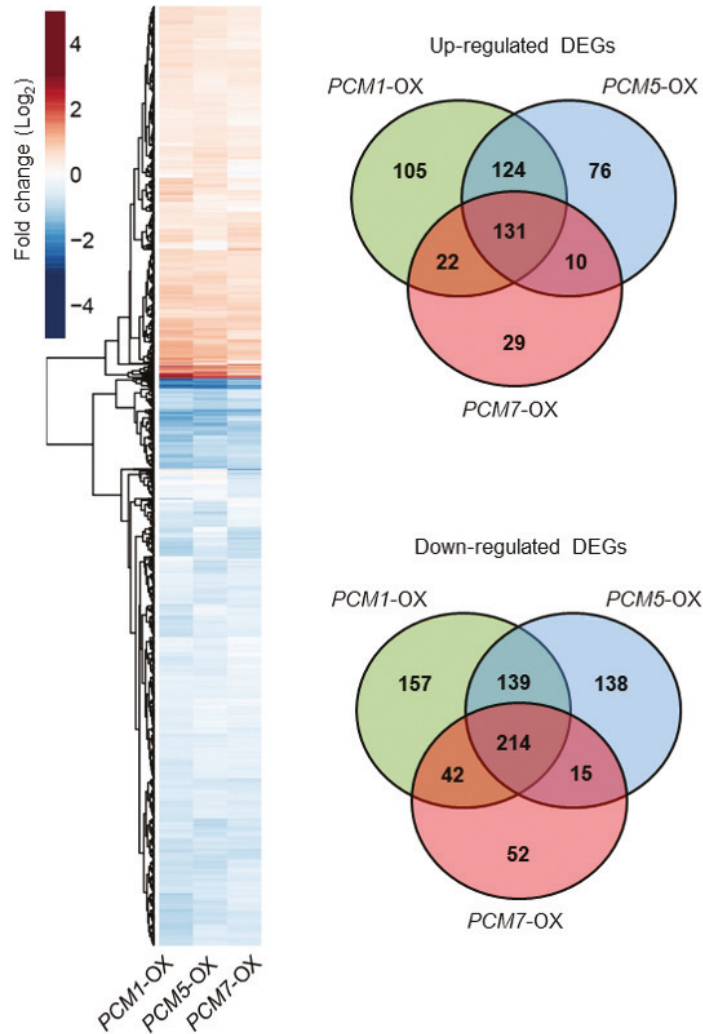 Fold change (Log2)
4
2
0
−2
−4
PCM1-OX
PCM5-OX
PCM7-OX
Up-regulated DEGs
PCM1-OX
PCM5-OX
105
124
76
131
22
10
29
PCM7-OX
Down-regulated DEGs
PCM1-OX
PCM5-OX
157
139
138
214
42
15
52
PCM7-OX